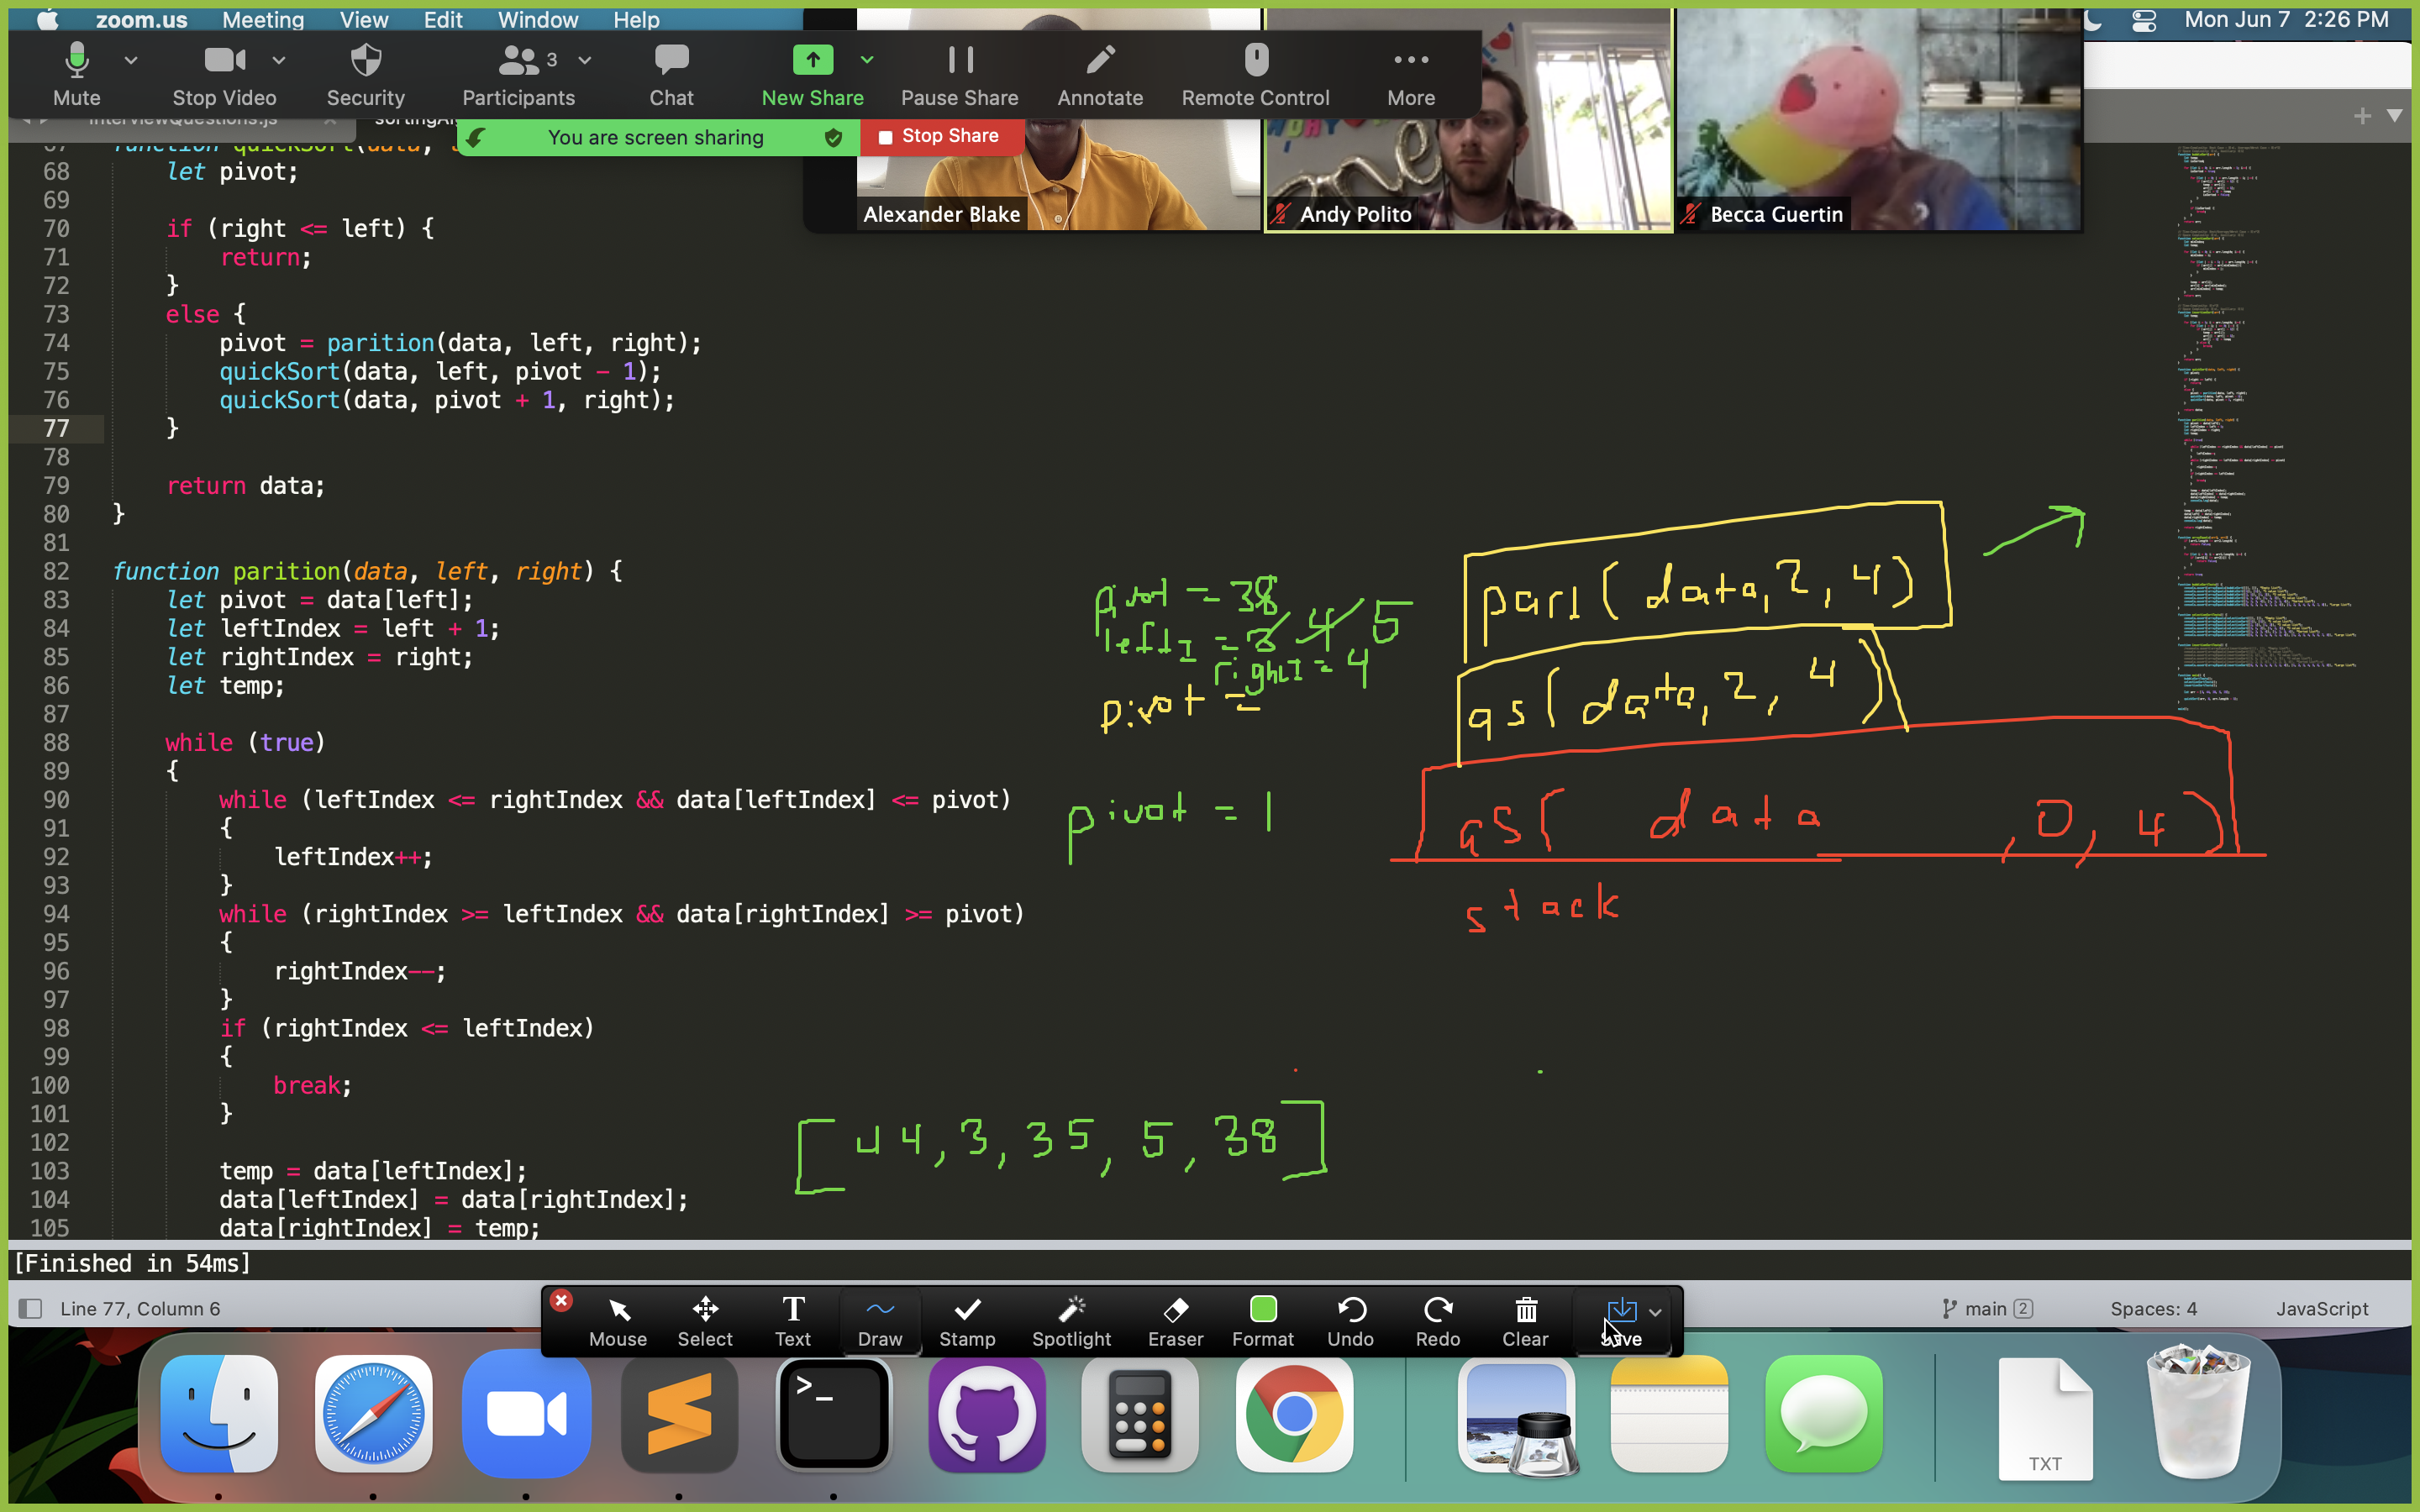 zoom.us Meeting View Edit Window Help
Mon Jun 7 2:26 PM
Mute
Stop Video
Security
3
Participants
Chat
New Share
Pause Share
Annotate
Remote Control
More
InterviewQuestions.js
You are screen sharing
Stop Share
Alexander Blake
Andy Polito
Becca Guertin
67 function quickSort(data,
68 let pivot;
69
70 if (right <= left) {
71 return;
72 }
73 else {
74 pivot = parition(data, left, right);
75 quickSort(data, left, pivot - 1);
76 quickSort(data, pivot + 1, right);
77 }
78
79 return data;
80 }
81
82 function parition(data, left, right) {
83 let pivot = data[left];
84 let leftIndex = left + 1;
85 let rightIndex = right;
86 let temp;
87
88 while (true)
89 {
90 while (leftIndex <= rightIndex && data[leftIndex] <= pivot)
91 {
92 leftIndex++;
93 }
94 while (rightIndex >= leftIndex && data[rightIndex] >= pivot)
95 {
96 rightIndex--;
97 }
98 if (rightIndex <= leftIndex)
99 {
100 break;
101 }
102
103 temp = data[leftIndex];
104 data[leftIndex] = data[rightIndex];
105 data[rightIndex] = temp;
pivot = 38
leftI = 3 4 5
rightI = 4
pivot =
pivot = 1
part(data, 2, 4)
qs(data, 2, 4)
qs( data , 0, 4)
stack
[44, 3, 35, 5, 38]
[Finished in 54ms]
Line 77, Column 6
main 2
Spaces: 4
JavaScript
Mouse
Select
Text
Draw
Stamp
Spotlight
Eraser
Format
Undo
Redo
Clear
Save
TXT